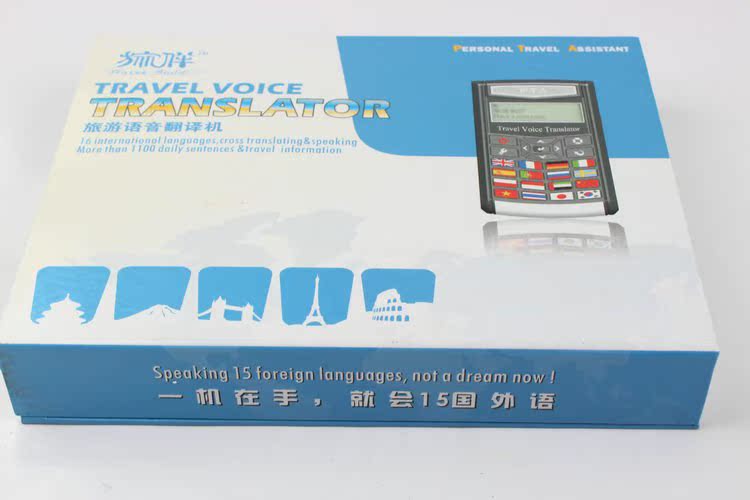 旅伴™
PERSONAL TRAVEL ASSISTANT
TRAVEL VOICE
TRANSLATOR
旅游语音翻译机
16 international languages,cross translating&speaking
More than 1100 daily sentences &travel information
Travel Voice Translator
Speaking 15 foreign languages, not a dream now !
一机在手，就会15国外语